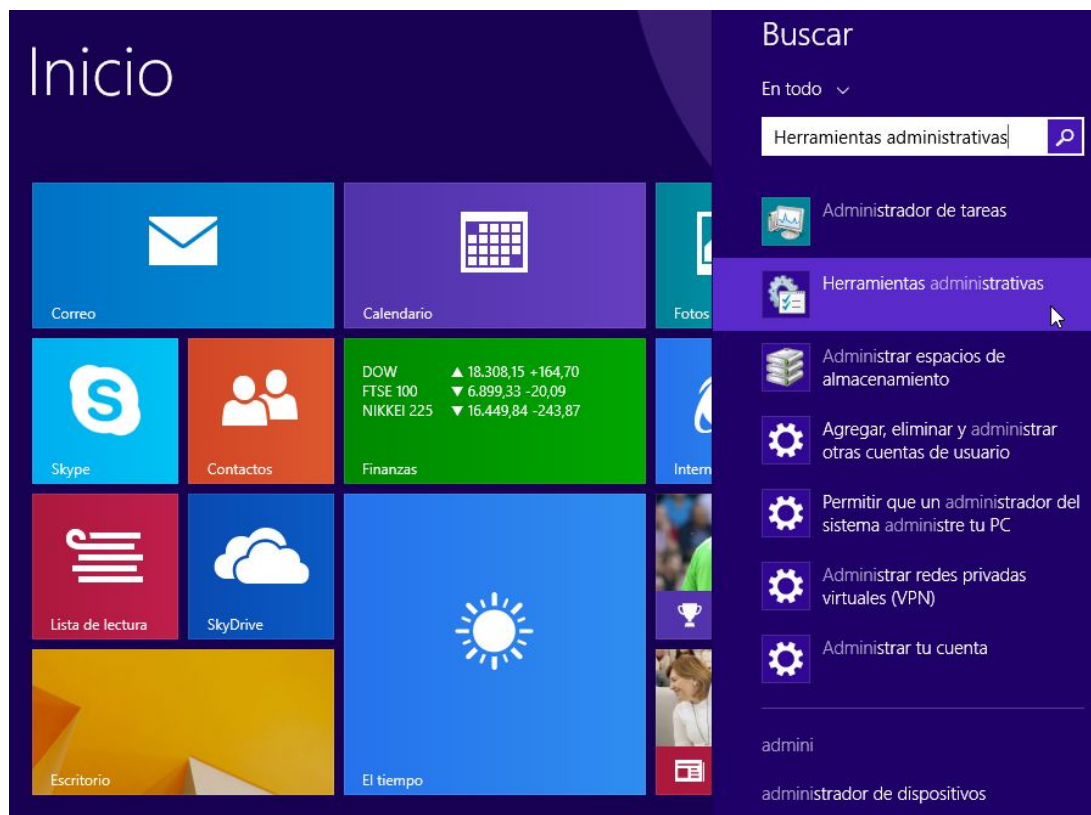 Inicio
Correo
Calendario
Fotos
Skype
Contactos
DOW ▲ 18.308,15 +164,70
FTSE 100 ▼ 6.899,33 -20,09
NIKKEI 225 ▼ 16.449,84 -243,87
Finanzas
Intern
Lista de lectura
SkyDrive
Escritorio
El tiempo
Buscar
En todo
Herramientas administrativas
Administrador de tareas
Herramientas administrativas
Administrar espacios de
almacenamiento
Agregar, eliminar y administrar
otras cuentas de usuario
Permitir que un administrador del
sistema administre tu PC
Administrar redes privadas
virtuales (VPN)
Administrar tu cuenta
admini
administrador de dispositivos